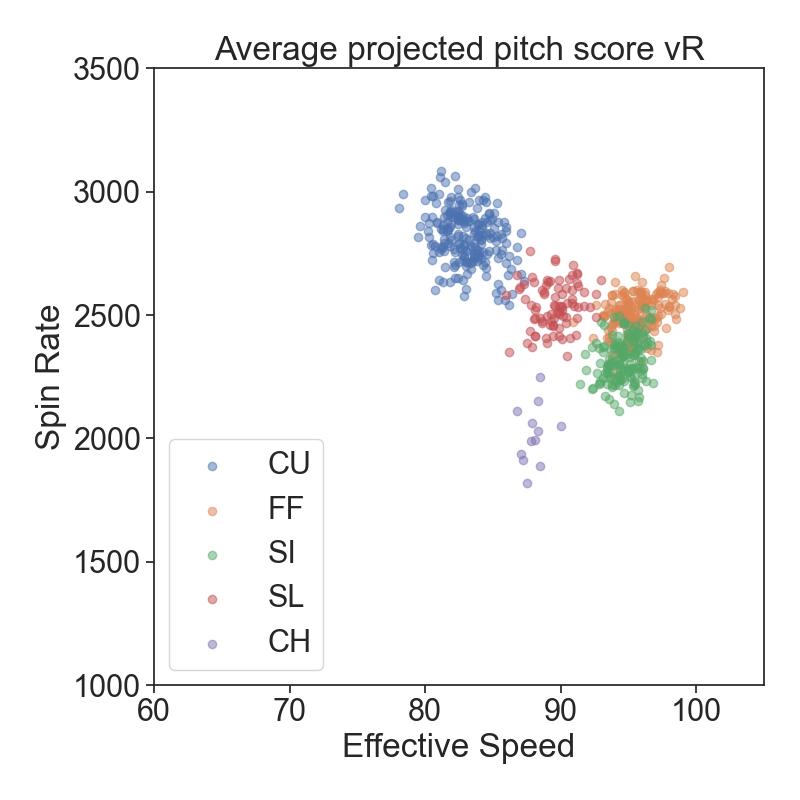 Average projected pitch score vR
3500
3000
2500
2000
1500
1000
Spin Rate
CU
FF
SI
SL
CH
60 70 80 90 100
Effective Speed